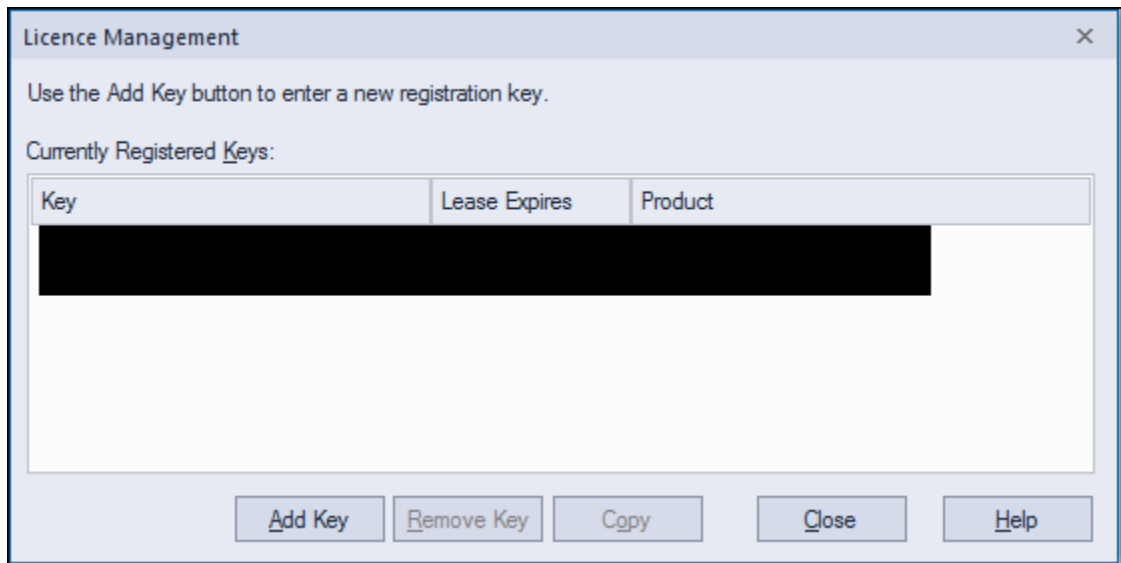 Licence Management
Use the Add Key button to enter a new registration key.
Currently Registered Keys:
Key Lease Expires Product
Add Key Remove Key Copy Close Help